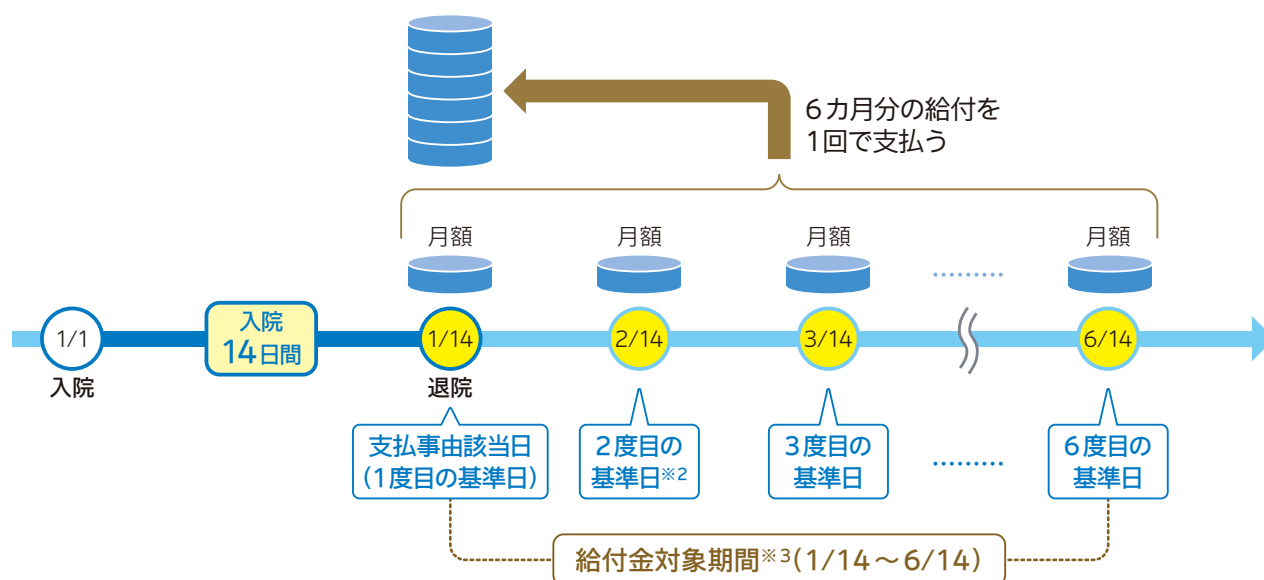 6カ月分の給付を
1回で支払う
月額
月額
月額
月額
1/1
入院
14日間
1/14
2/14
3/14
6/14
入院
退院
支払事由該当日
(1度目の基準日)
2度目の
基準日※2
3度目の
基準日
6度目の
基準日
給付金対象期間※3(1/14～6/14)